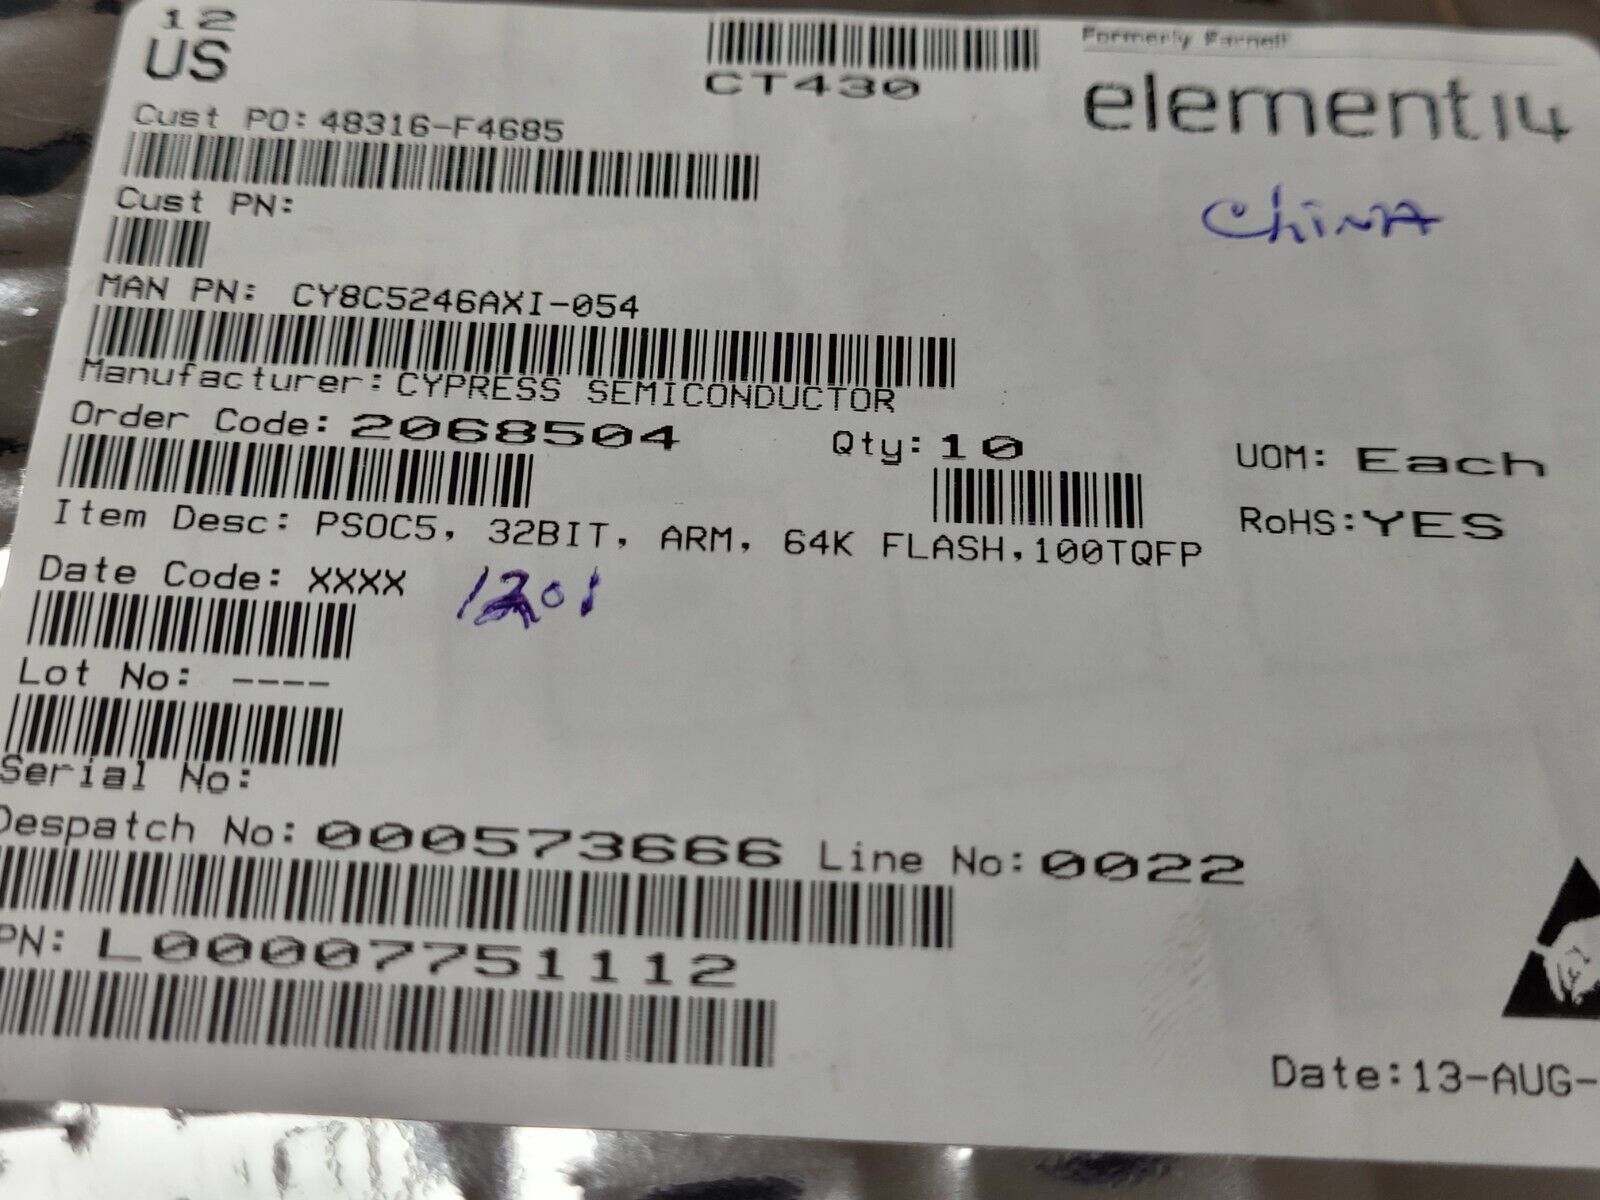 12
US
CT430
Formerly Farnell
element14
Cust PO: 48316-F4685
China
Cust PN:
MAN PN: CY8C5246AXI-054
Manufacturer: CYPRESS SEMICONDUCTOR
Order Code: 2068504 Qty: 10 UOM: Each
RoHS: YES
Item Desc: PSOC5, 32BIT, ARM, 64K FLASH,100TQFP
Date Code: XXXX 1201
Lot No: ----
Serial No:
Despatch No: 000573666 Line No: 0022
PN: L00007751112
Date:13-AUG-